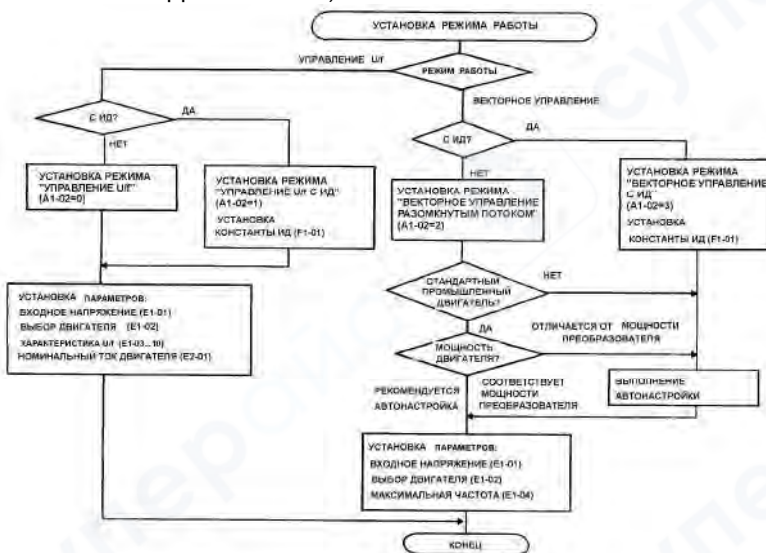 УСТАНОВКА РЕЖИМА РАБОТЫ
УПРАВЛЕНИЕ U/f
РЕЖИМ РАБОТЫ
ВЕКТОРНОЕ УПРАВЛЕНИЕ
С ИД?
ДА
НЕТ
УСТАНОВКА РЕЖИМА
"УПРАВЛЕНИЕ U/f"
(A1-02=0)
УСТАНОВКА РЕЖИМА
"УПРАВЛЕНИЕ U/f С ИД"
(A1-02=1)
УСТАНОВКА
КОНСТАНТЫ ИД (F1-01)
С ИД?
ДА
НЕТ
УСТАНОВКА РЕЖИМА
"ВЕКТОРНОЕ УПРАВЛЕНИЕ
РАЗОМКНУТЫМ ПОТОКОМ"
(A1-02=2)
УСТАНОВКА РЕЖИМА
"ВЕКТОРНОЕ УПРАВЛЕНИЕ
С ИД"
(A1-02=3)
УСТАНОВКА
КОНСТАНТЫ ИД (F1-01)
УСТАНОВКА ПАРАМЕТРОВ:
ВХОДНОЕ НАПРЯЖЕНИЕ (E1-01)
ВЫБОР ДВИГАТЕЛЯ (E1-02)
ХАРАКТЕРИСТИКА U/f (E1-03...10)
НОМИНАЛЬНЫЙ ТОК ДВИГАТЕЛЯ (E2-01)
СТАНДАРТНЫЙ
ПРОМЫШЛЕННЫЙ
ДВИГАТЕЛЬ?
НЕТ
ДА
МОЩНОСТЬ
ДВИГАТЕЛЯ?
ОТЛИЧАЕТСЯ ОТ МОЩНОСТИ
ПРЕОБРАЗОВАТЕЛЯ
РЕКОМЕНДУЕТСЯ
АВТОНАСТРОЙКА
СООТВЕТСТВУЕТ
МОЩНОСТИ
ПРЕОБРАЗОВАТЕЛЯ
ВЫПОЛНЕНИЕ
АВТОНАСТРОЙКИ
УСТАНОВКА ПАРАМЕТРОВ:
ВХОДНОЕ НАПРЯЖЕНИЕ (E1-01)
ВЫБОР ДВИГАТЕЛЯ (E1-02)
МАКСИМАЛЬНАЯ ЧАСТОТА (E1-04)
КОНЕЦ